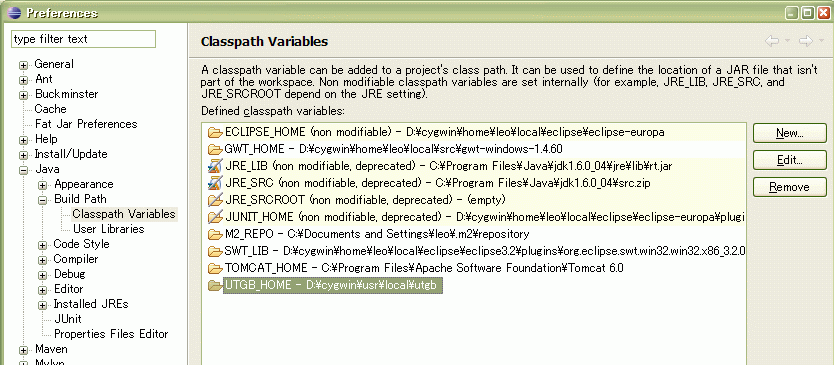 Preferences
type filter text
General
Ant
Buckminster
Cache
Fat Jar Preferences
Help
Install/Update
Java
Appearance
Build Path
Classpath Variables
User Libraries
Code Style
Compiler
Debug
Editor
Installed JREs
JUnit
Properties Files Editor
Maven
Mylyn
Classpath Variables
A classpath variable can be added to a project's class path. It can be used to define the location of a JAR file that isn't
part of the workspace. Non modifiable classpath variables are set internally (for example, JRE_LIB, JRE_SRC, and
JRE_SRCROOT depend on the JRE setting).
Defined classpath variables:
ECLIPSE_HOME (non modifiable) - D:¥cygwin¥home¥leo¥local¥eclipse¥eclipse-europa
GWT_HOME - D:¥cygwin¥home¥leo¥local¥src¥gwt-windows-1.4.60
JRE_LIB (non modifiable, deprecated) - C:¥Program Files¥Java¥jdk1.6.0_04¥jre¥lib¥rt.jar
JRE_SRC (non modifiable, deprecated) - C:¥Program Files¥Java¥jdk1.6.0_04¥src.zip
JRE_SRCROOT (non modifiable, deprecated) - (empty)
JUNIT_HOME (non modifiable, deprecated) - D:¥cygwin¥home¥leo¥local¥eclipse¥eclipse-europa¥plugi
M2_REPO - C:¥Documents and Settings¥leo¥.m2¥repository
SWT_LIB - D:¥cygwin¥home¥leo¥local¥eclipse¥eclipse3.2¥plugins¥org.eclipse.swt.win32.win32.x86_3.2.0
TOMCAT_HOME - C:¥Program Files¥Apache Software Foundation¥Tomcat 6.0
UTGB_HOME - D:¥cygwin¥usr¥local¥utgb
New...
Edit...
Remove